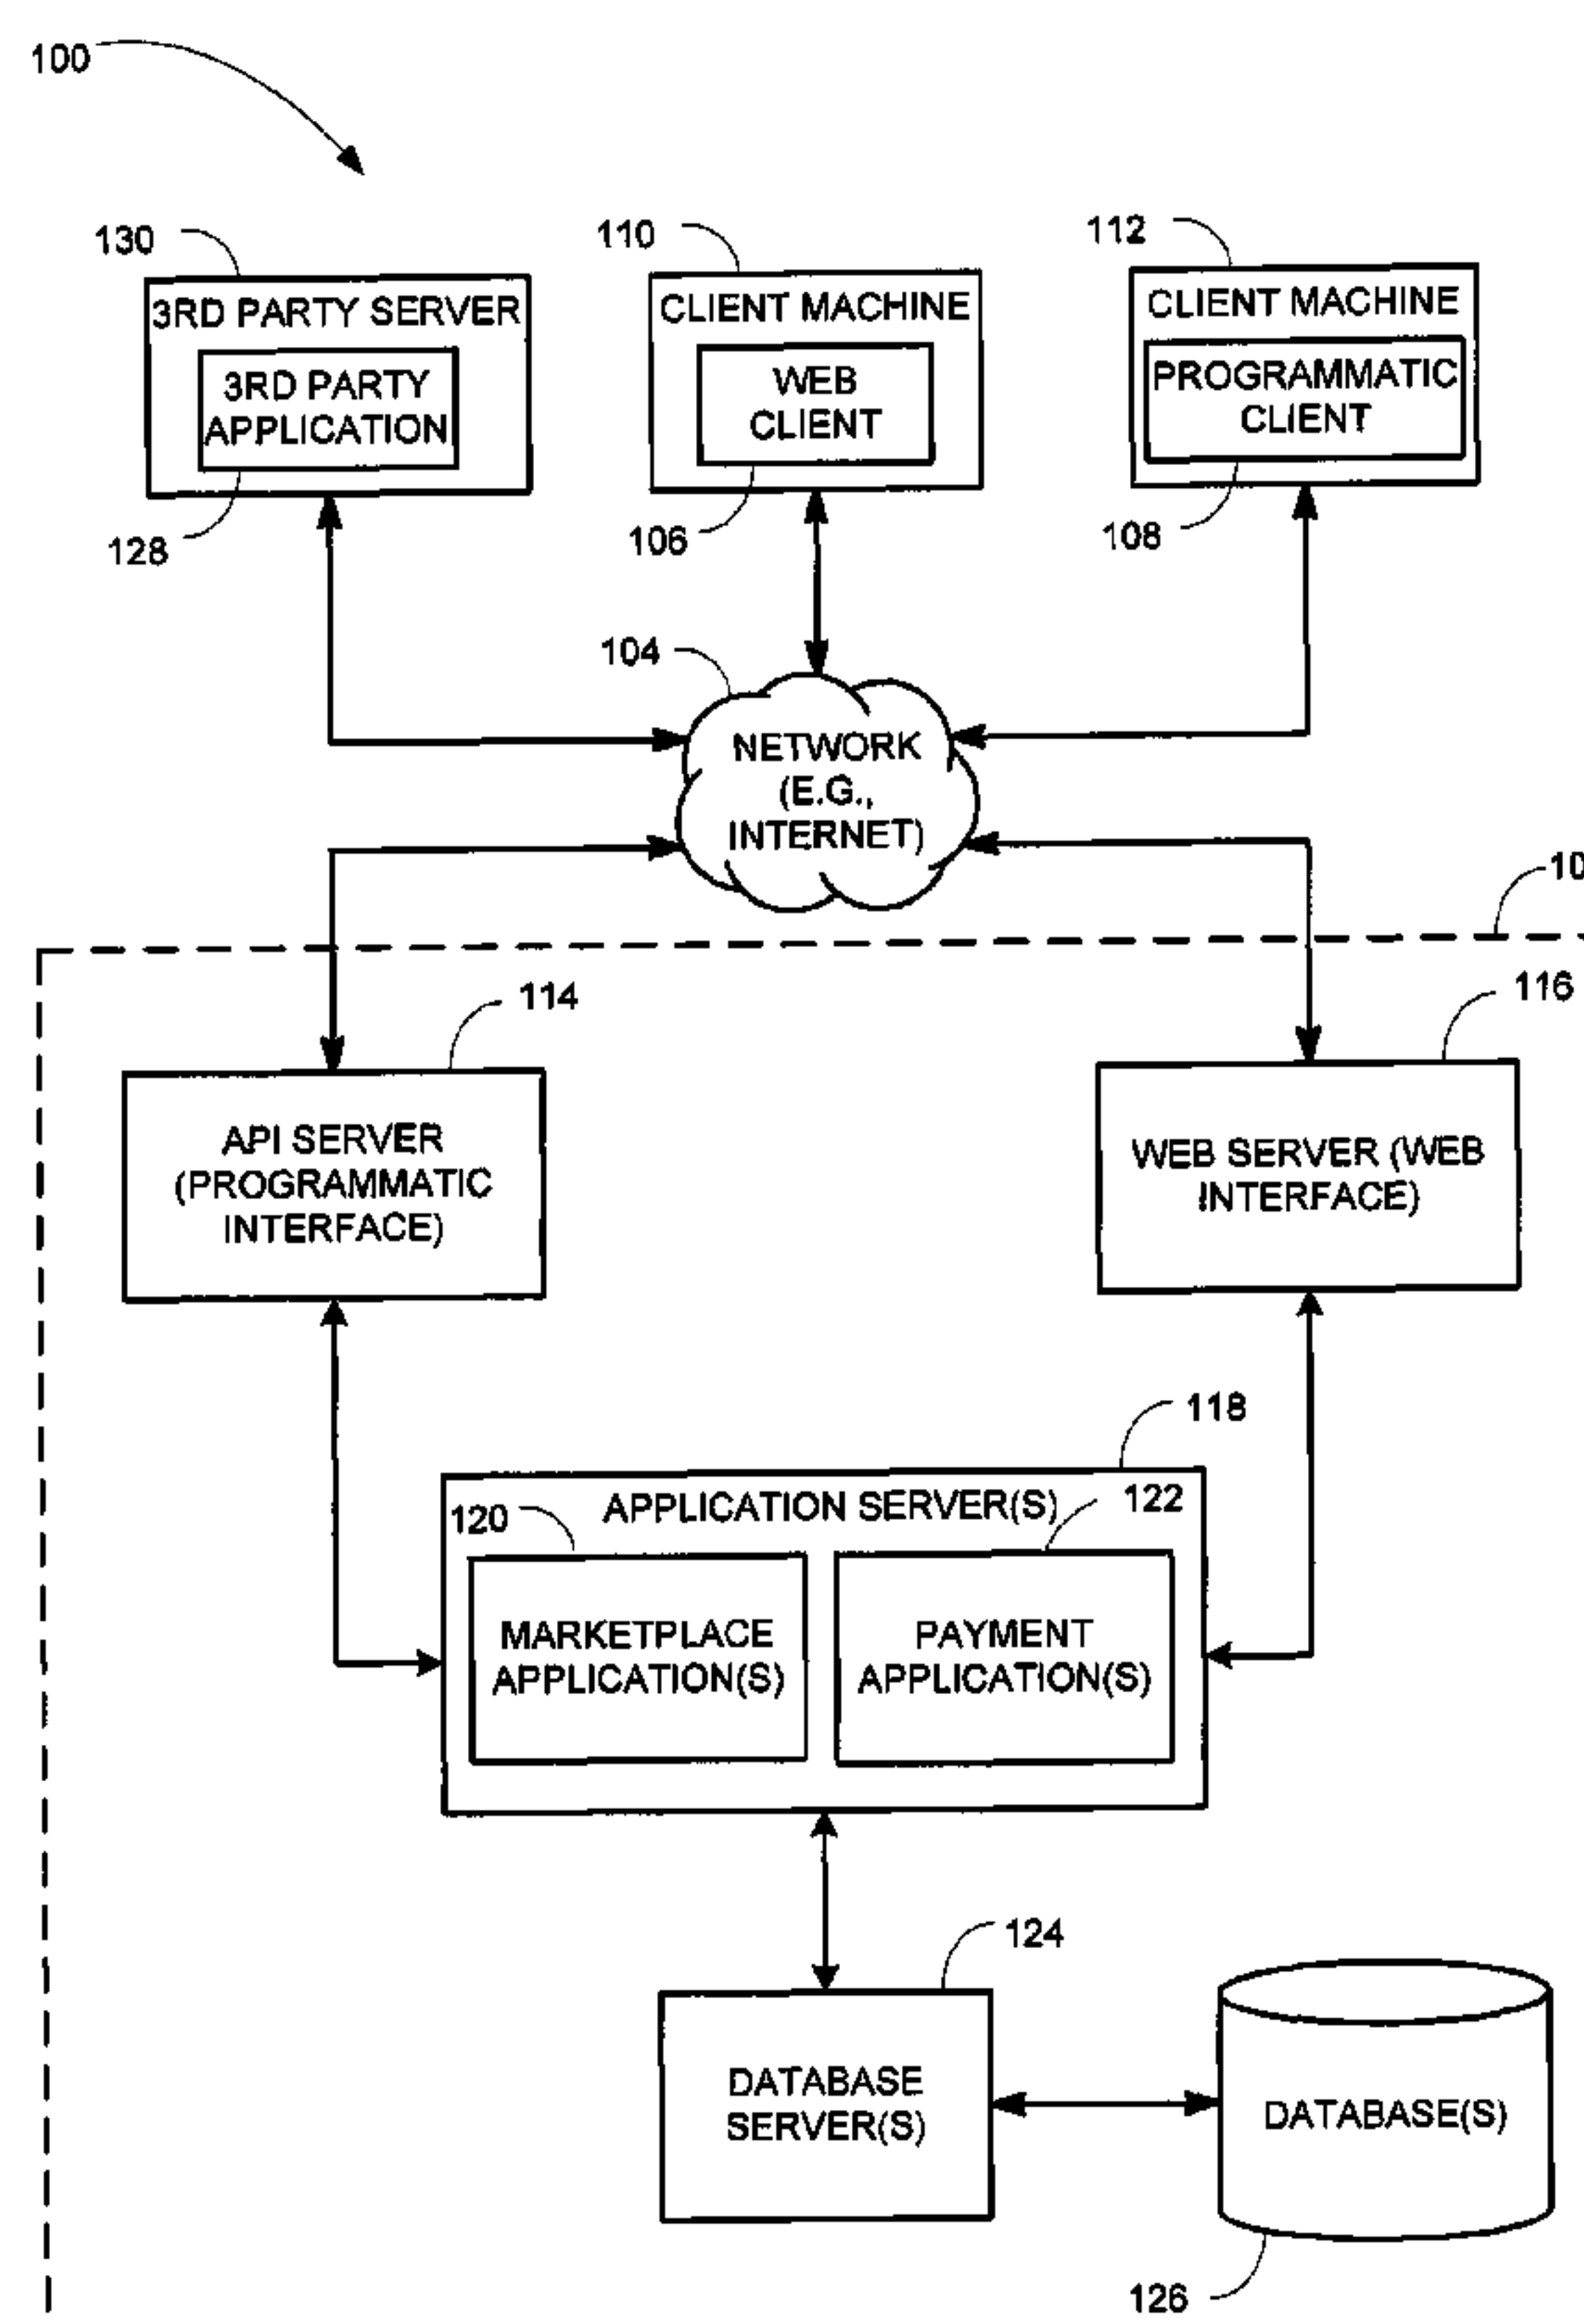 100
130
110
112
3RD PARTY SERVER
CLIENT MACHINE
CLIENT MACHINE
3RD PARTY
APPLICATION
WEB
CLIENT
PROGRAMMATIC
CLIENT
128
106
108
104
NETWORK
(E.G.,
INTERNET)
10
114
116
API SERVER
(PROGRAMMATIC
INTERFACE)
WEB SERVER (WEB
INTERFACE)
118
120
APPLICATION SERVER(S)
122
MARKETPLACE
APPLICATION(S)
PAYMENT
APPLICATION(S)
124
DATABASE
SERVER(S)
DATABASE(S)
126